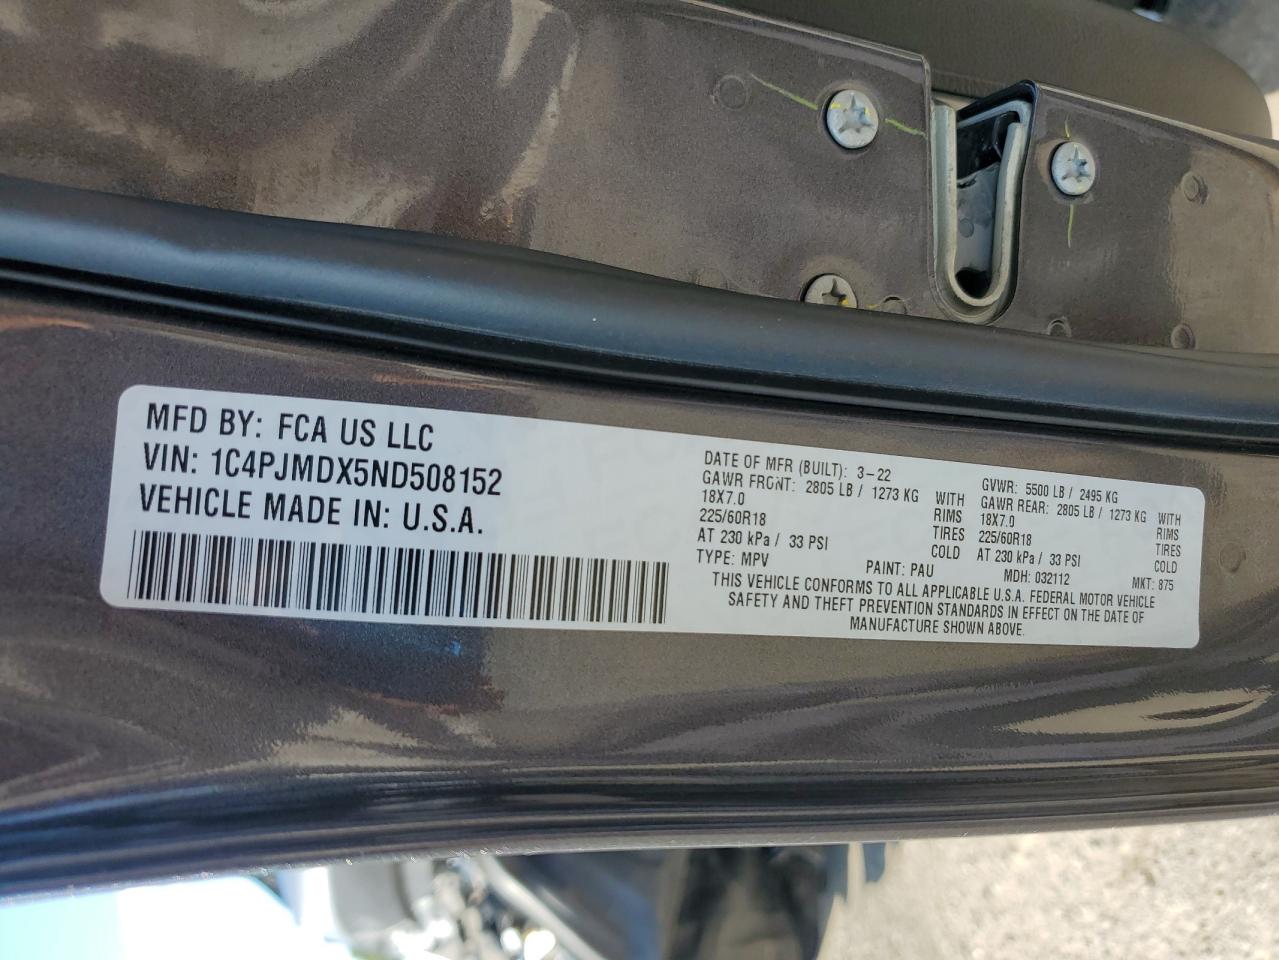 MFD BY: FCA US LLC
VIN: 1C4PJMDX5ND508152
VEHICLE MADE IN: U.S.A.
DATE OF MFR (BUILT): 3-22
GAWR FRONT: 2805 LB / 1273 KG WITH
18X7.0 RIMS
225/60R18 TIRES
AT 230 kPa / 33 PSI COLD
GVWR: 5500 LB / 2495 KG
GAWR REAR: 2805 LB / 1273 KG WITH
18X7.0 RIMS
225/60R18 TIRES
AT 230 kPa / 33 PSI COLD
TYPE: MPV PAINT: PAU MDH: 032112 MKT: 875
THIS VEHICLE CONFORMS TO ALL APPLICABLE U.S.A. FEDERAL MOTOR VEHICLE
SAFETY AND THEFT PREVENTION STANDARDS IN EFFECT ON THE DATE OF
MANUFACTURE SHOWN ABOVE.